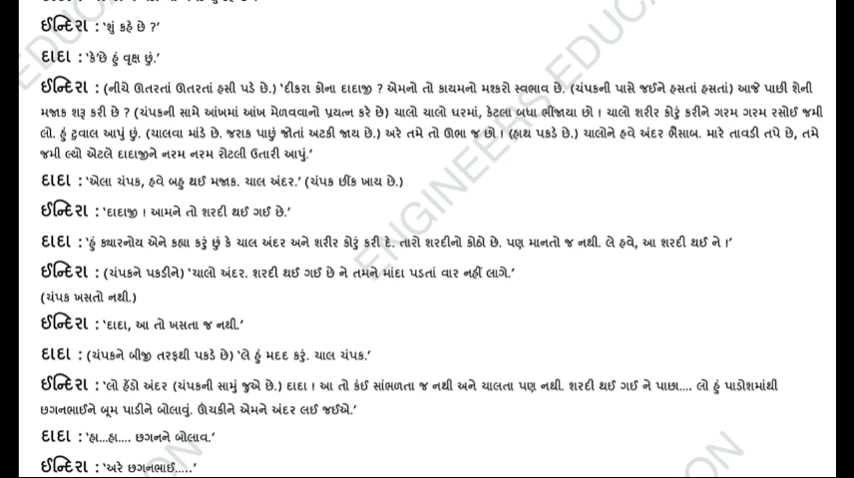 ઈન્દિરા : 'શું કહે છે ?'
દાદા : 'કે'છે હું વૃક્ષ છું.'
ઈન્દિરા : (નીચે ઊતરતાં ઊતરતાં હસી પડે છે.) 'દીકરા કોના દાદાજી ? એમનો તો કાયમનો મશ્કરો સ્વભાવ છે. (ચંપકની પાસે જઈને હસતાં હસતાં) આજે પાછી શેની
મજાક શરૂ કરી છે ? (ચંપકની સામે આંખમાં આંખ મેળવવાનો પ્રયત્ન કરે છે) ચાલો ચાલો ઘરમાં, કેટલા બધા ભીંજાયા છો ! ચાલો શરીર કોરું કરીને ગરમ ગરમ રસોઈ જમી
લો. હું ટુવાલ આપું છું. (ચાલવા માંડે છે. જરાક પાછું જોતાં અટકી જાય છે.) અરે તમે તો ઊભા જ છો ! (હાથ પકડે છે.) ચાલોને હવે અંદર ભૈસાબ. મારે તાવડી તપે છે, તમે
જમી લ્યો એટલે દાદાજીને નરમ નરમ રોટલી ઉતારી આપું.'
દાદા : 'એલા ચંપક, હવે બહુ થઈ મજાક. ચાલ અંદર.' (ચંપક છીંક ખાય છે.)
ઈન્દિરા : 'દાદાજી ! આમને તો શરદી થઈ ગઈ છે.'
દાદા : 'હું ક્યારનોય એને કહ્યા કરું છું કે ચાલ અંદર અને શરીર કોરું કરી દે. તારો શરદીનો કોઠો છે. પણ માનતો જ નથી. લે હવે, આ શરદી થઈ ને !'
ઈન્દિરા : (ચંપકને પકડીને) 'ચાલો અંદર. શરદી થઈ ગઈ છે ને તમને માંદા પડતાં વાર નહીં લાગે.'
(ચંપક ખસતો નથી.)
ઈન્દિરા : 'દાદા, આ તો ખસતા જ નથી.'
દાદા : (ચંપકને બીજી તરફથી પકડે છે) 'લે હું મદદ કરું. ચાલ ચંપક.'
ઈન્દિરા : 'લો હેંડો અંદર (ચંપકની સામું જુએ છે.) દાદા ! આ તો કંઈ સાંભળતા જ નથી અને ચાલતા પણ નથી. શરદી થઈ ગઈ ને પાછા.... લો હું પાડોશમાંથી
છગનભાઈને બૂમ પાડીને બોલાવું. ઊંચકીને એમને અંદર લઈ જઈએ.'
દાદા : 'હા...હા.... છગનને બોલાવ.'
ઈન્દિરા : 'અરે છગનભાઈ.....'
ENGINEERS EDUC
ON
ON